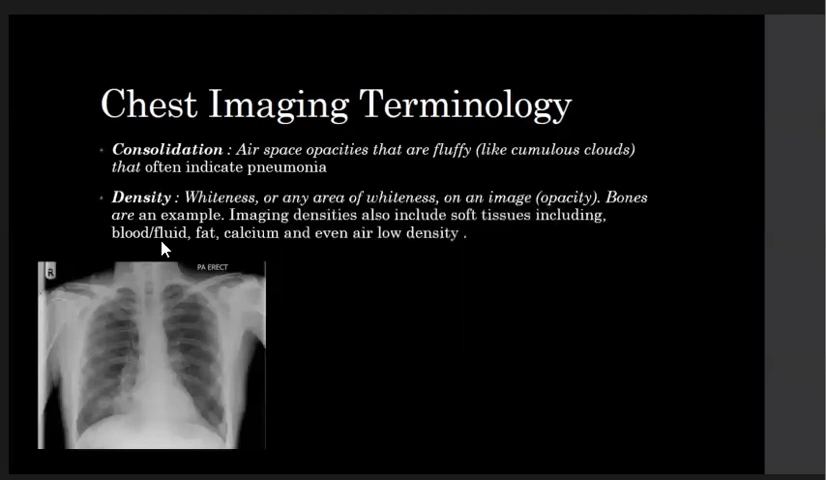 Chest Imaging Terminology
Consolidation : Air space opacities that are fluffy (like cumulous clouds)
that often indicate pneumonia
Density : Whiteness, or any area of whiteness, on an image (opacity). Bones
are an example. Imaging densities also include soft tissues including,
blood/fluid, fat, calcium and even air low density .
R
PA ERECT